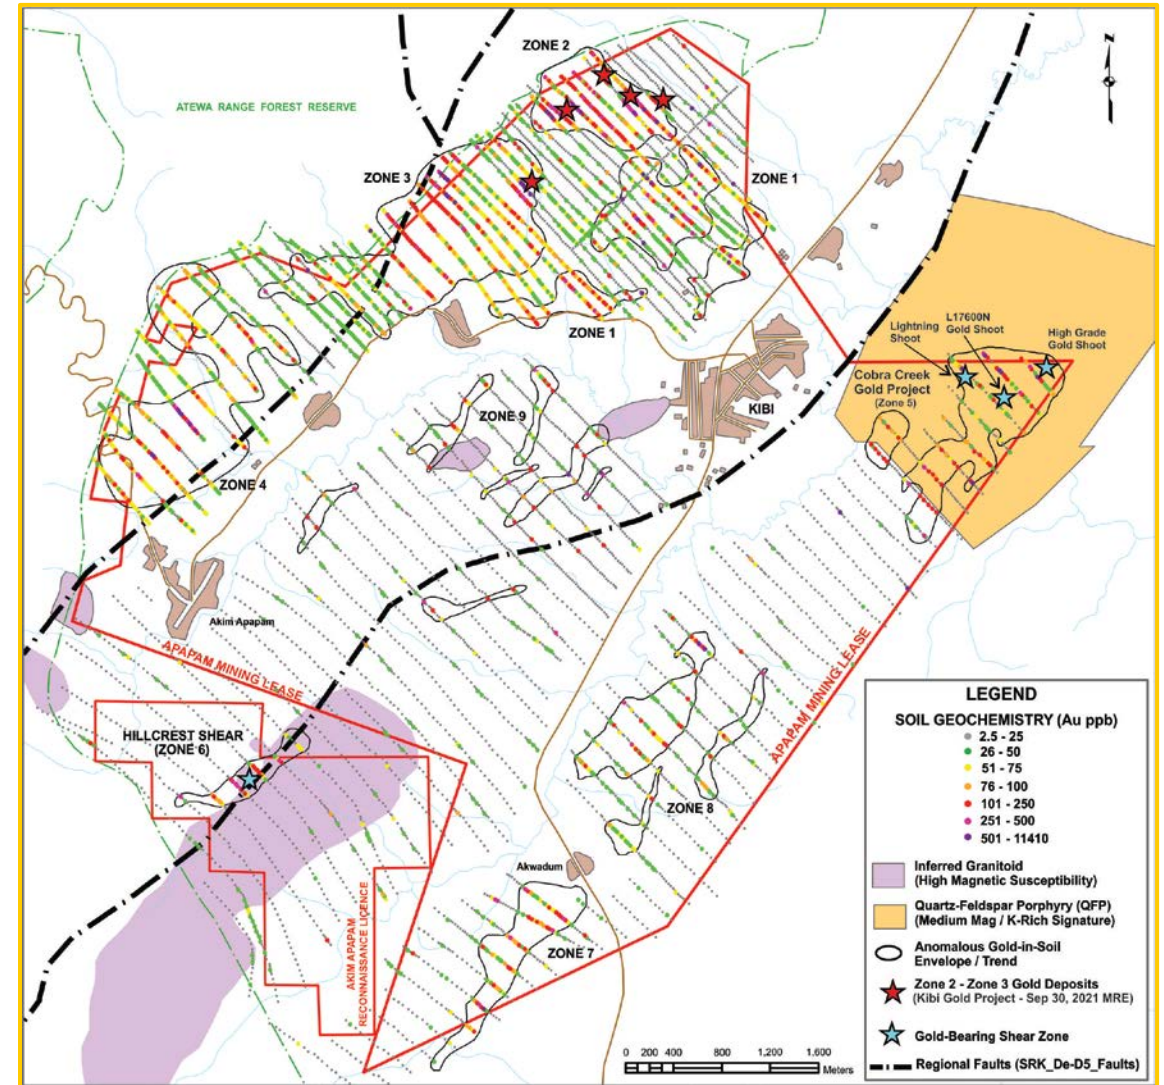 ZONE 2
N
ATEWA RANGE FOREST RESERVE
ZONE 3
ZONE 1
L17600N
Gold Shoot
Lightning
Shoot
High Grade
Gold Shoot
ZONE 1
Cobra Creek
Gold Project
(Zone 5)
ZONE 9
KIBI
ZONE 4
Akim Apapam
APAPAM MINING LEASE
APAPAM MINING LEASE
HILLCREST SHEAR
(ZONE 6)
ZONE 8
Akwadum
ZONE 7
AKIM APAPAM
RECONNAISSANCE LICENCE
LEGEND
SOIL GEOCHEMISTRY (Au ppb)
2.5 - 25
26 - 50
51 - 75
76 - 100
101 - 250
251 - 500
501 - 11410
Inferred Granitoid
(High Magnetic Susceptibility)
Quartz-Feldspar Porphyry (QFP)
(Medium Mag / K-Rich Signature)
Anomalous Gold-in-Soil
Envelope / Trend
Zone 2 - Zone 3 Gold Deposits
(Kibi Gold Project - Sep 30, 2021 MRE)
Gold-Bearing Shear Zone
Regional Faults (SRK_De-D5_Faults)
0 200 400 800 1,200 1,600
Meters